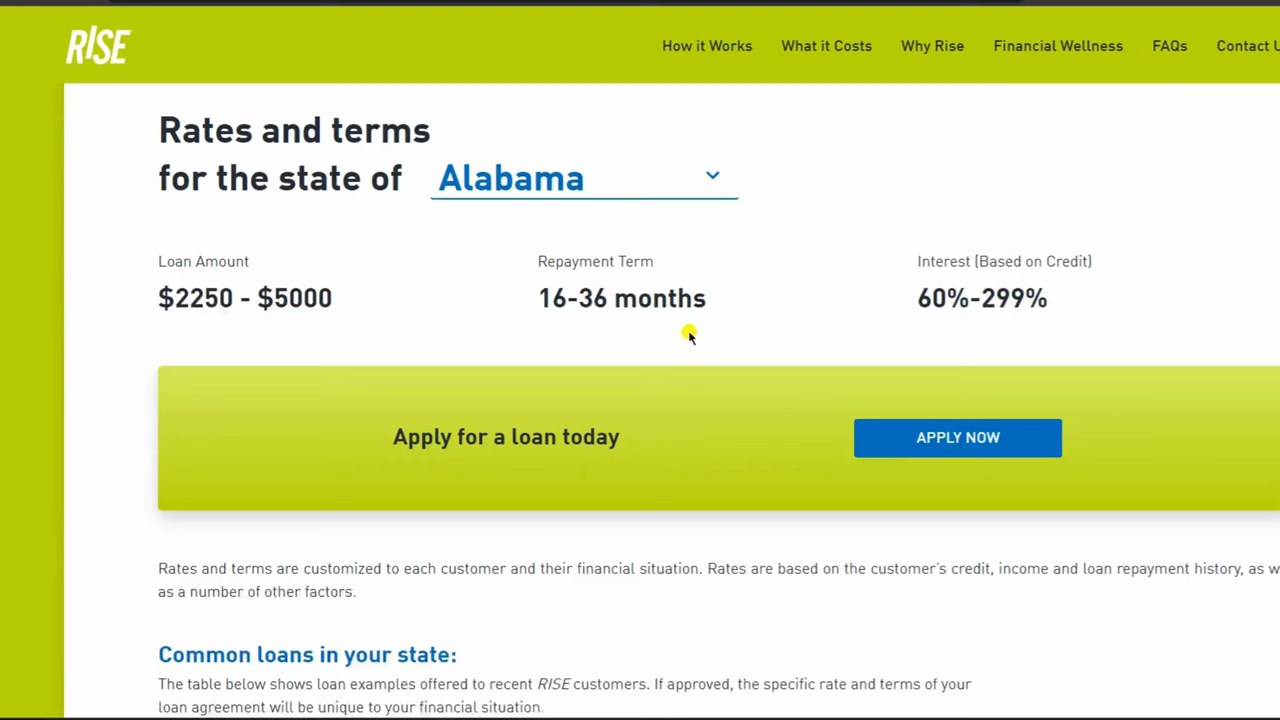 RISE
How it Works What it Costs Why Rise Financial Wellness FAQs Contact U
Rates and terms
for the state of Alabama
Loan Amount Repayment Term Interest (Based on Credit)
$2250 - $5000 16-36 months 60%-299%
Apply for a loan today APPLY NOW
Rates and terms are customized to each customer and their financial situation. Rates are based on the customer's credit, income and loan repayment history, as w
as a number of other factors.
Common loans in your state:
The table below shows loan examples offered to recent RISE customers. If approved, the specific rate and terms of your
loan agreement will be unique to your financial situation.